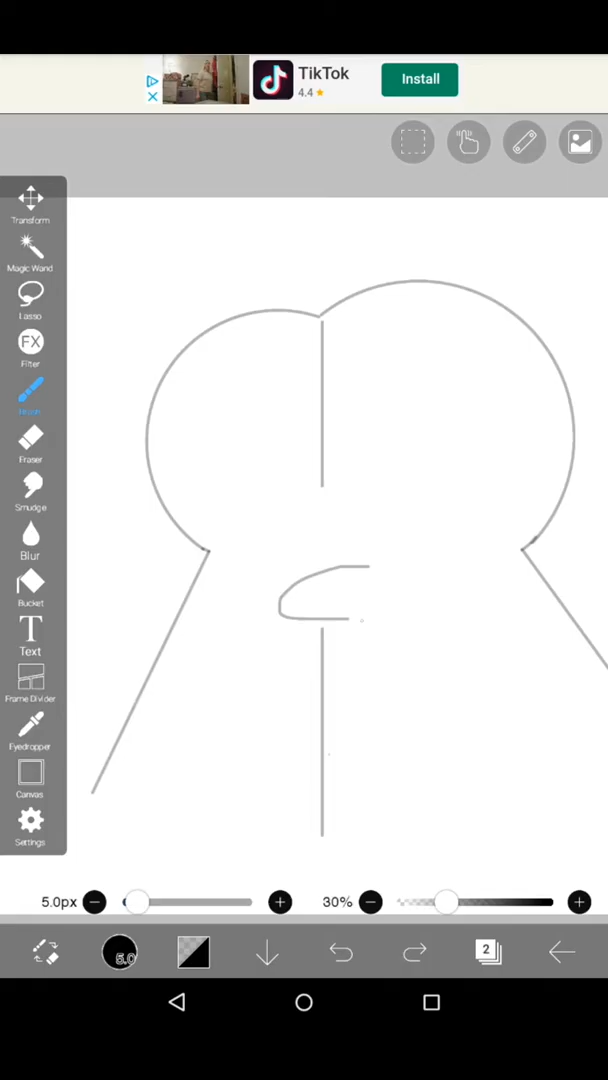 TikTok
4.4 ★
Install
Transform
Magic Wand
Lasso
FX
Filter
Brush
Eraser
Smudge
Blur
Bucket
T
Text
Frame Divider
Eyedropper
Canvas
Settings
5.0px
30%
5.0
2